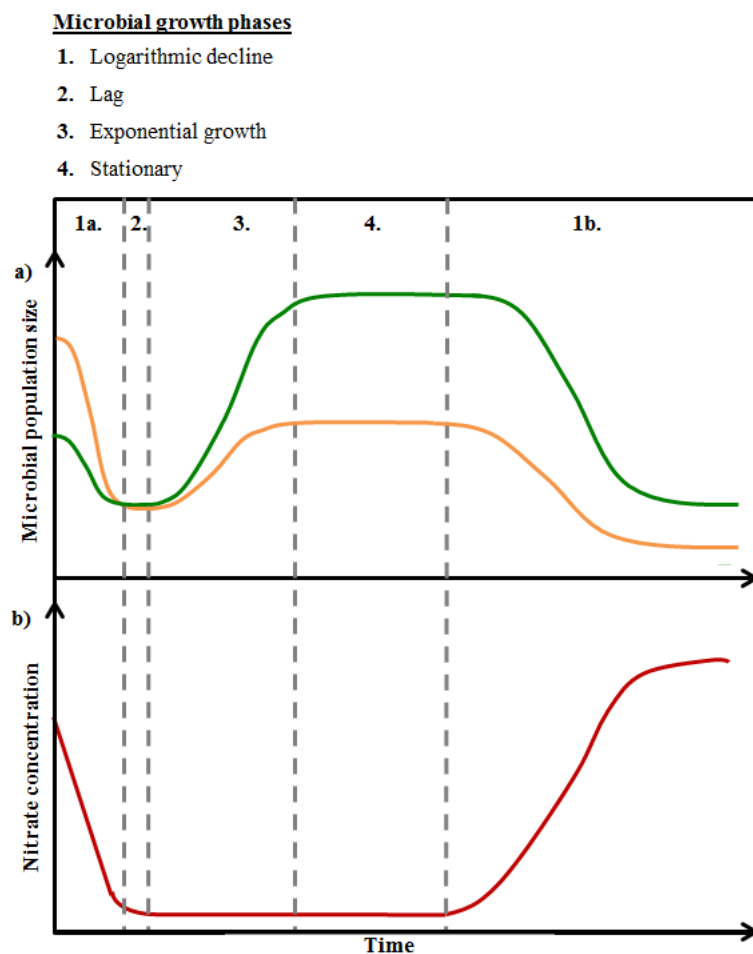 Microbial growth phases
1. Logarithmic decline
2. Lag
3. Exponential growth
4. Stationary
1a. 2. 3. 4. 1b.
a)
Microbial population size
b)
Nitrate concentration
Time